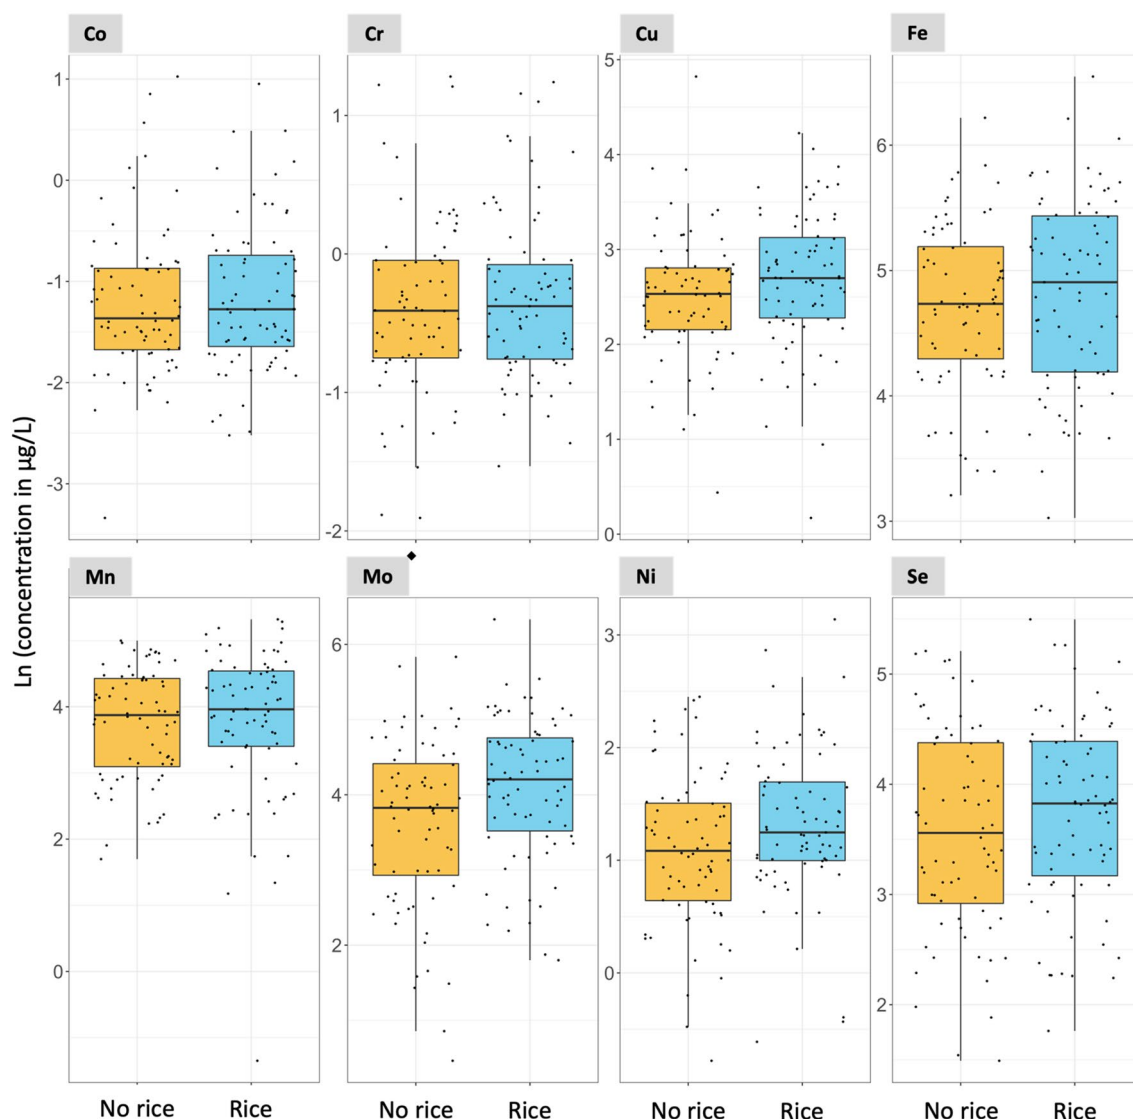 Co Cr Cu Fe
1 0 -1 -2 -3
1 0 -1 -2
5 4 3 2 1 0
6 5 4 3
Ln (concentration in µg/L)
Mn Mo ◆ Ni Se
4 2 0
6 4 2
3 2 1 0
5 4 3 2
No rice Rice No rice Rice No rice Rice No rice Rice